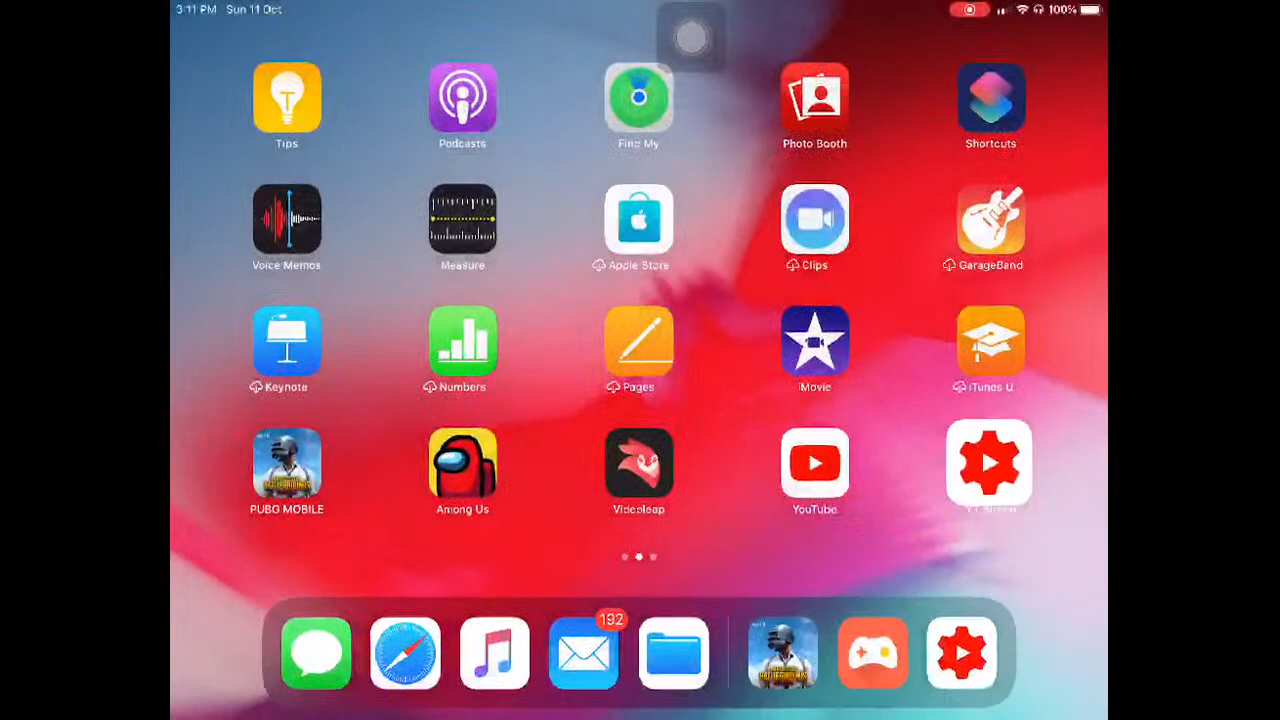 3:11 PM Sun 11 Oct
100%
Tips
Podcasts
Find My
Photo Booth
Shortcuts
Voice Memos
Measure
Apple Store
Clips
GarageBand
Keynote
Numbers
Pages
iMovie
iTunes U
PUBG MOBILE
Among Us
Videoleap
YouTube
192